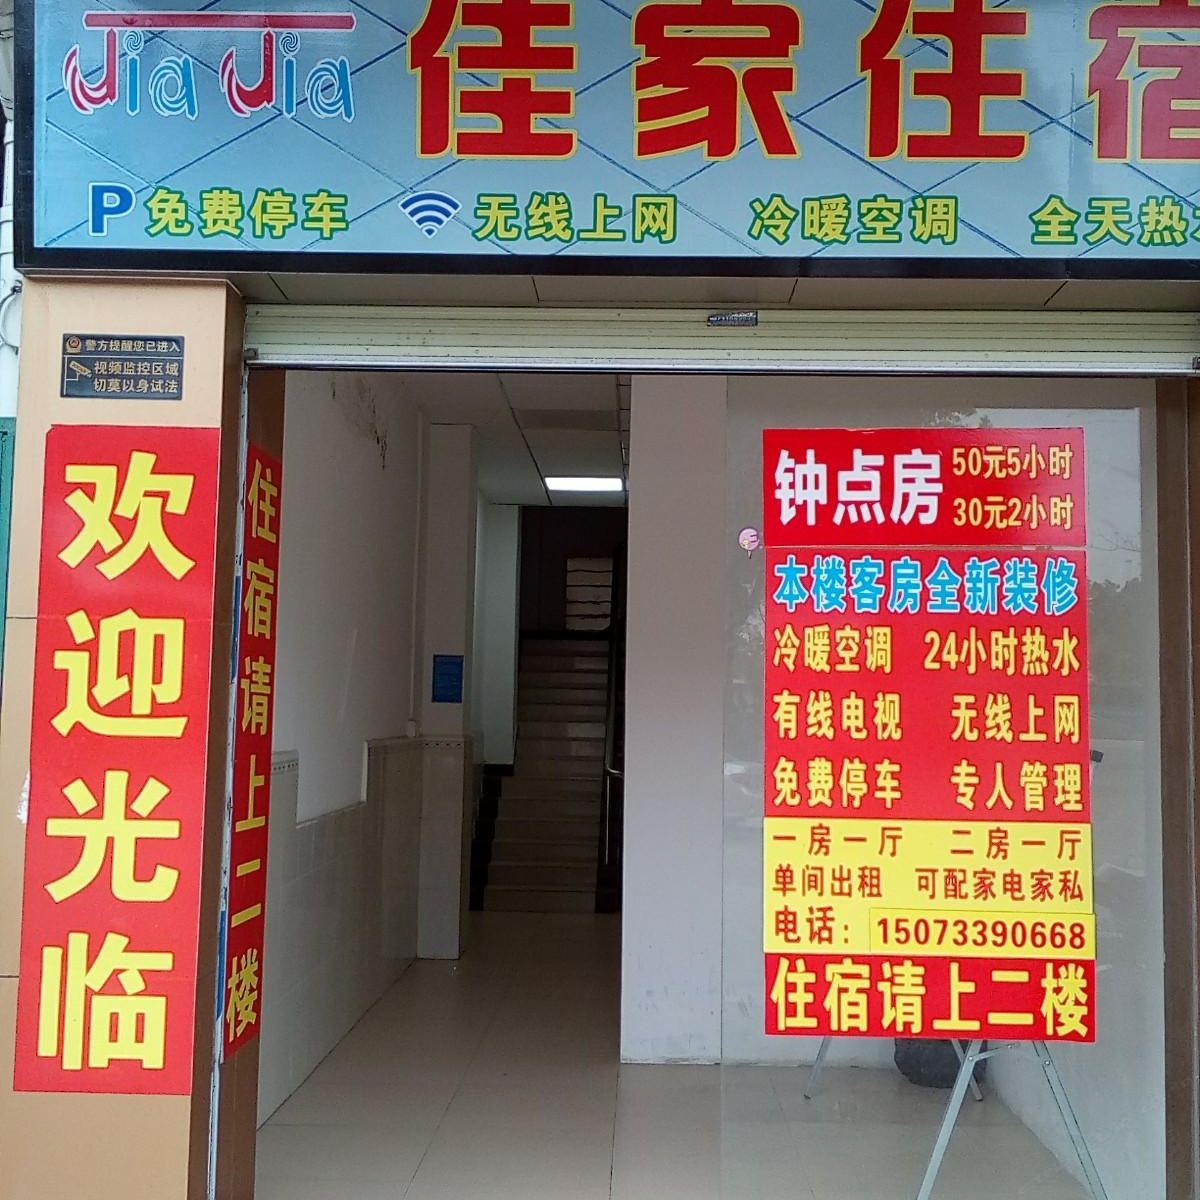 Jia Jia
佳家住宿
P 免费停车 无线上网 冷暖空调 全天热水
警方提醒您已进入
视频监控区域
切莫以身试法
欢迎光临
住宿请上二楼
钟点房
50元5小时
30元2小时
本楼客房全新装修
冷暖空调 24小时热水
有线电视 无线上网
免费停车 专人管理
一房一厅 二房一厅
单间出租 可配家电家私
电话：15073390668
住宿请上二楼